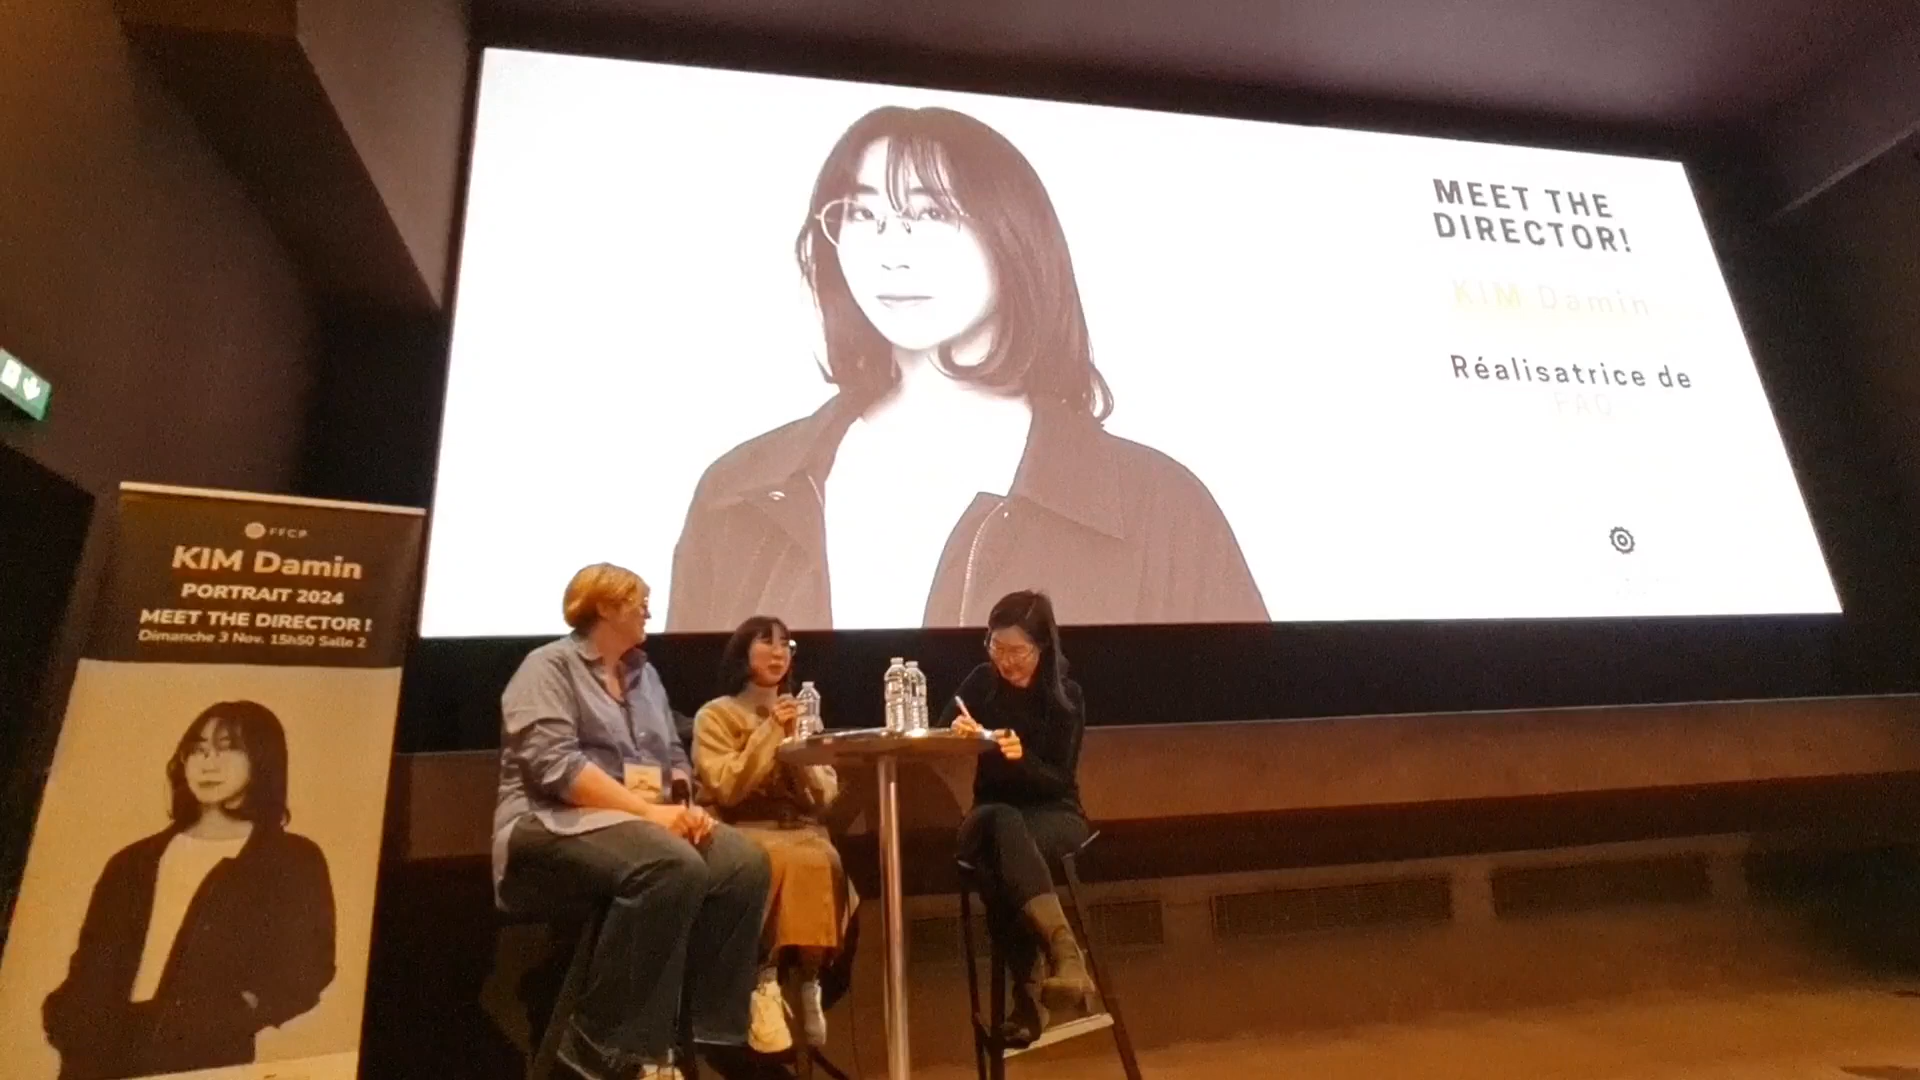 MEET THE
DIRECTOR!
KIM Damin
Réalisatrice de
FAQ
FFCP
KIM Damin
PORTRAIT 2024
MEET THE DIRECTOR !
Dimanche 3 Nov. 15h50 Salle 2